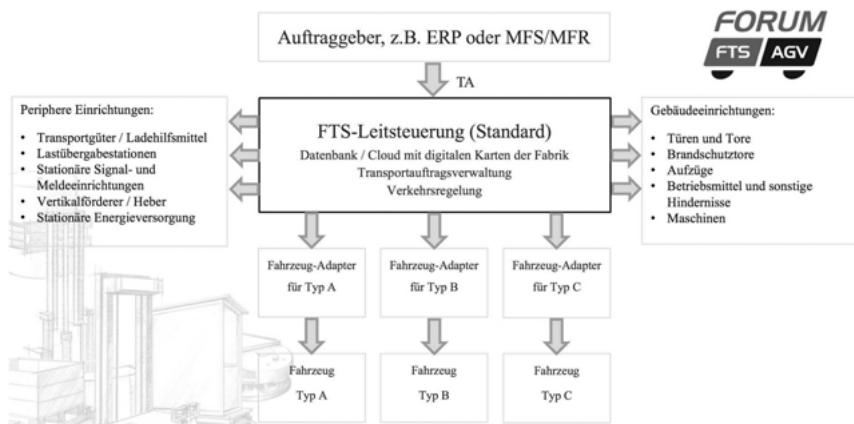 Auftraggeber, z.B. ERP oder MFS/MFR
FORUM
FTS AGV
TA
Periphere Einrichtungen:
• Transportgüter / Ladehilfsmittel
• Lastübergabestationen
• Stationäre Signal- und
Meldeeinrichtungen
• Vertikalförderer / Heber
• Stationäre Energieversorgung
FTS-Leitsteuerung (Standard)
Datenbank / Cloud mit digitalen Karten der Fabrik
Transportauftragsverwaltung
Verkehrsregelung
Gebäudeeinrichtungen:
• Türen und Tore
• Brandschutztore
• Aufzüge
• Betriebsmittel und sonstige
Hindernisse
• Maschinen
Fahrzeug-Adapter
für Typ A
Fahrzeug-Adapter
für Typ B
Fahrzeug-Adapter
für Typ C
Fahrzeug
Typ A
Fahrzeug
Typ B
Fahrzeug
Typ C